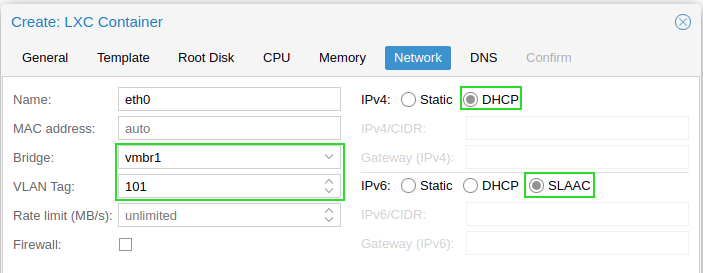 Create: LXC Container
General Template Root Disk CPU Memory Network DNS Confirm
Name: eth0
MAC address: auto
Bridge: vmbr1
VLAN Tag: 101
Rate limit (MB/s): unlimited
Firewall:
IPv4: Static DHCP
IPv4/CIDR:
Gateway (IPv4):
IPv6: Static DHCP SLAAC
IPv6/CIDR:
Gateway (IPv6):